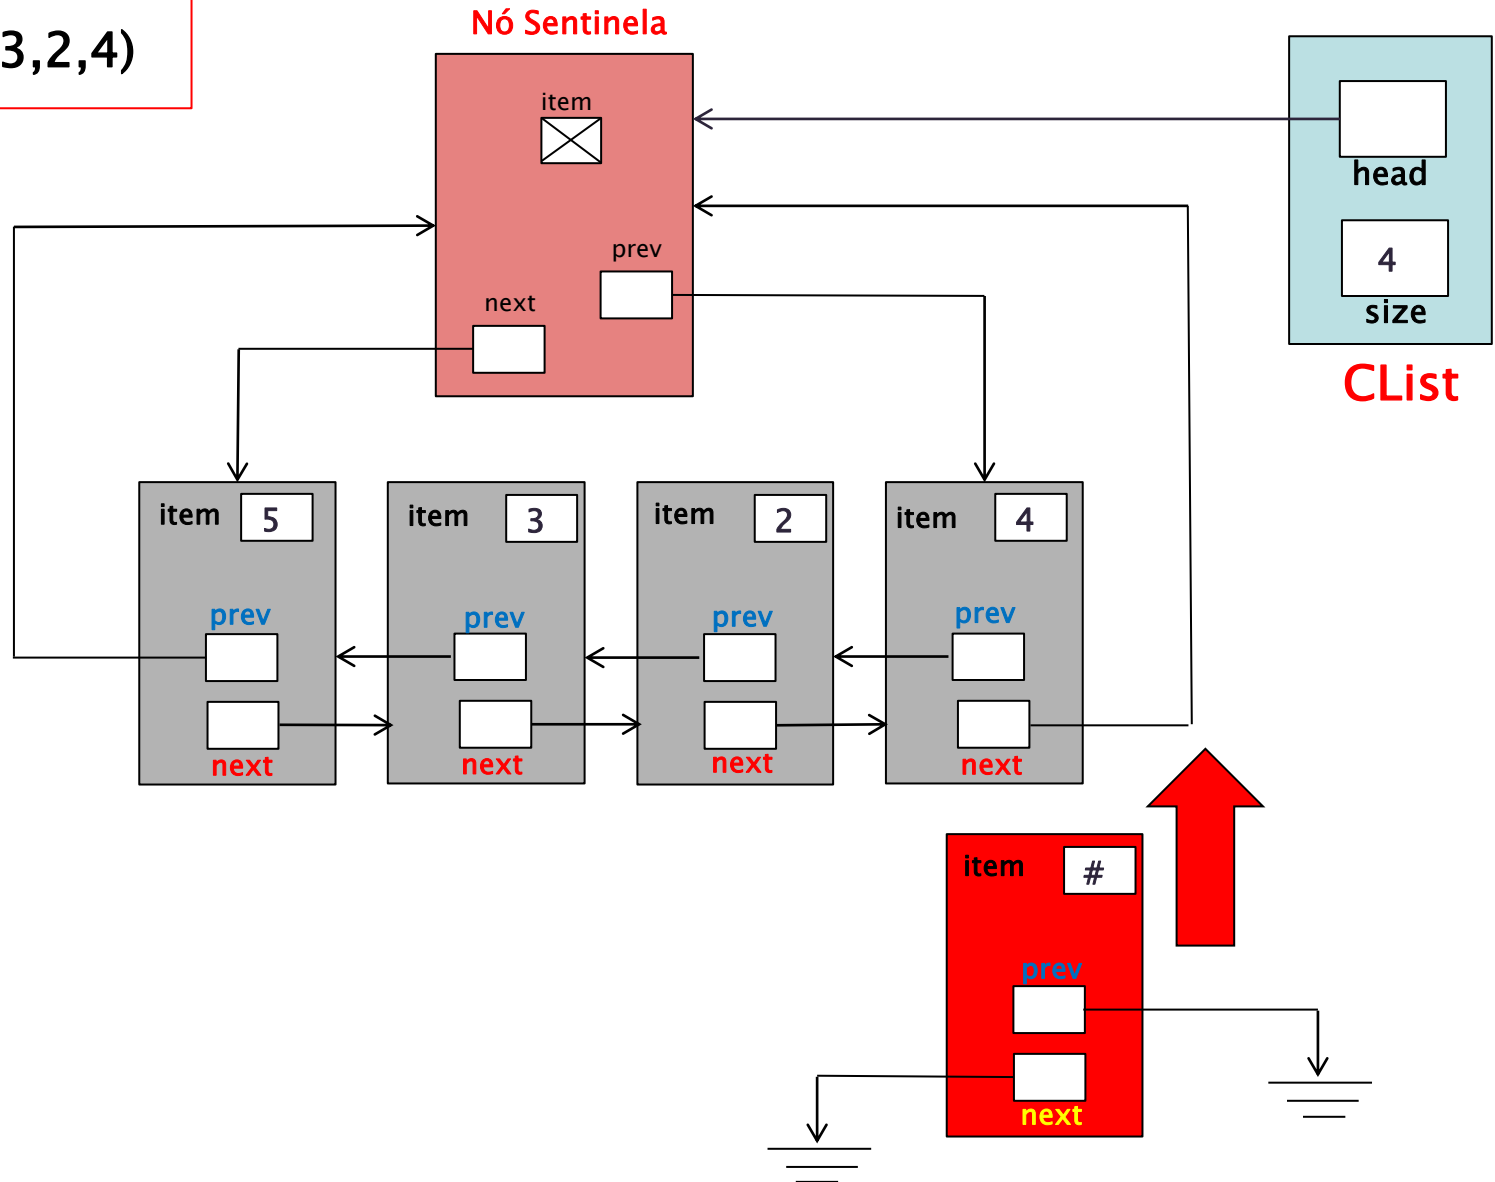 Nó Sentinela
3,2,4)
item
head
prev
4
next
size
CList
item 5
item 3
item 2
item 4
prev
prev
prev
prev
next
next
next
next
item #
prev
next